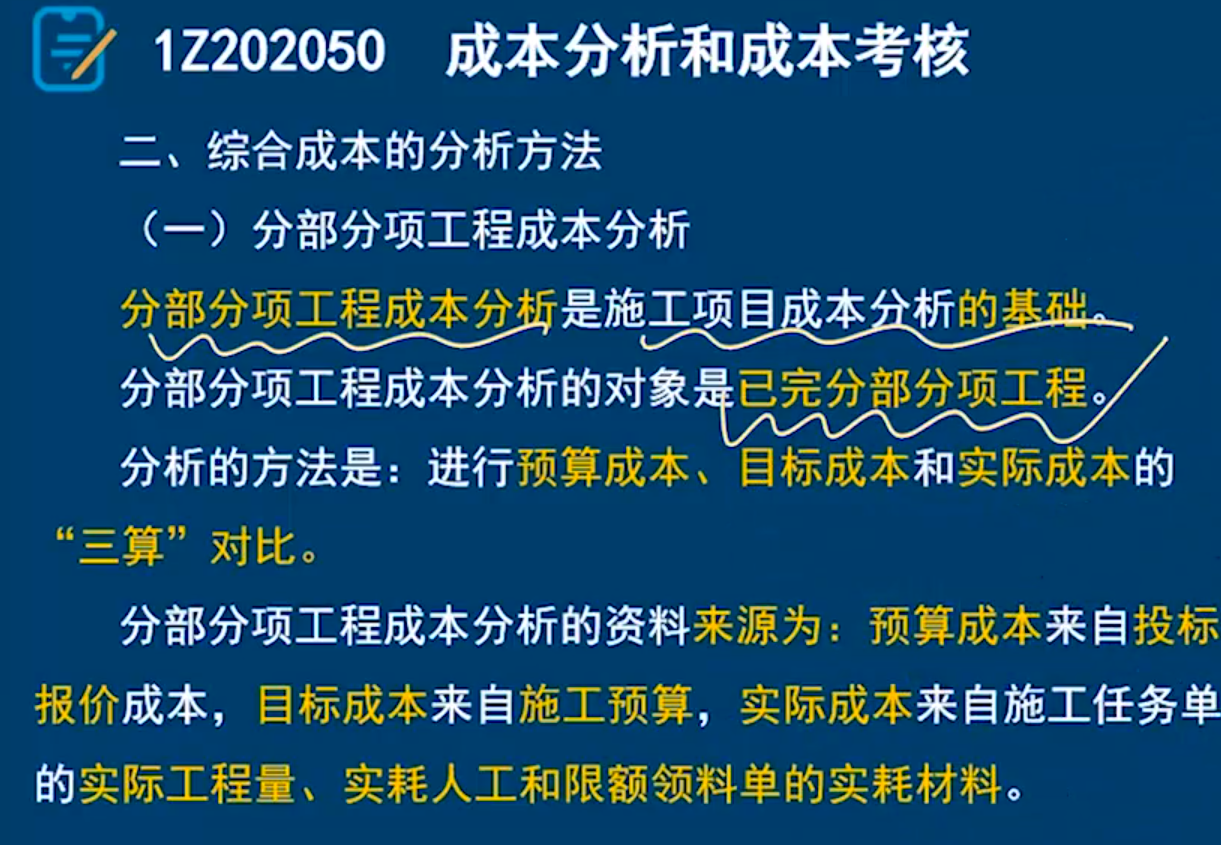 1Z202050 成本分析和成本考核
二、综合成本的分析方法
（一）分部分项工程成本分析
分部分项工程成本分析是施工项目成本分析的基础。
分部分项工程成本分析的对象是已完分部分项工程。
分析的方法是：进行预算成本、目标成本和实际成本的
“三算”对比。
分部分项工程成本分析的资料来源为：预算成本来自投标
报价成本，目标成本来自施工预算，实际成本来自施工任务单
的实际工程量、实耗人工和限额领料单的实耗材料。